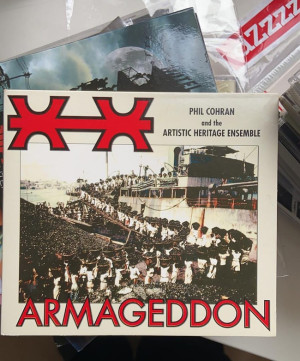 PHIL COHRAN
and the
ARTISTIC HERITAGE ENSEMBLE
ARMAGEDDON